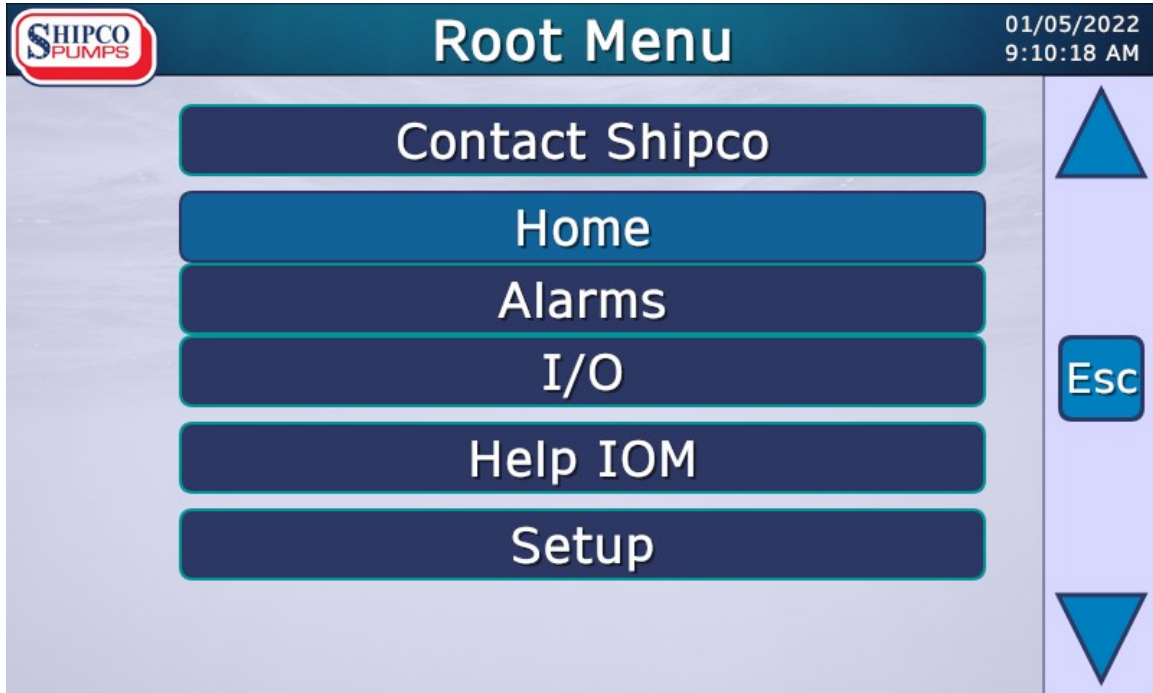 SHIPCO
PUMPS
Root Menu
01/05/2022
9:10:18 AM
Contact Shipco
Home
Alarms
I/O
Esc
Help IOM
Setup